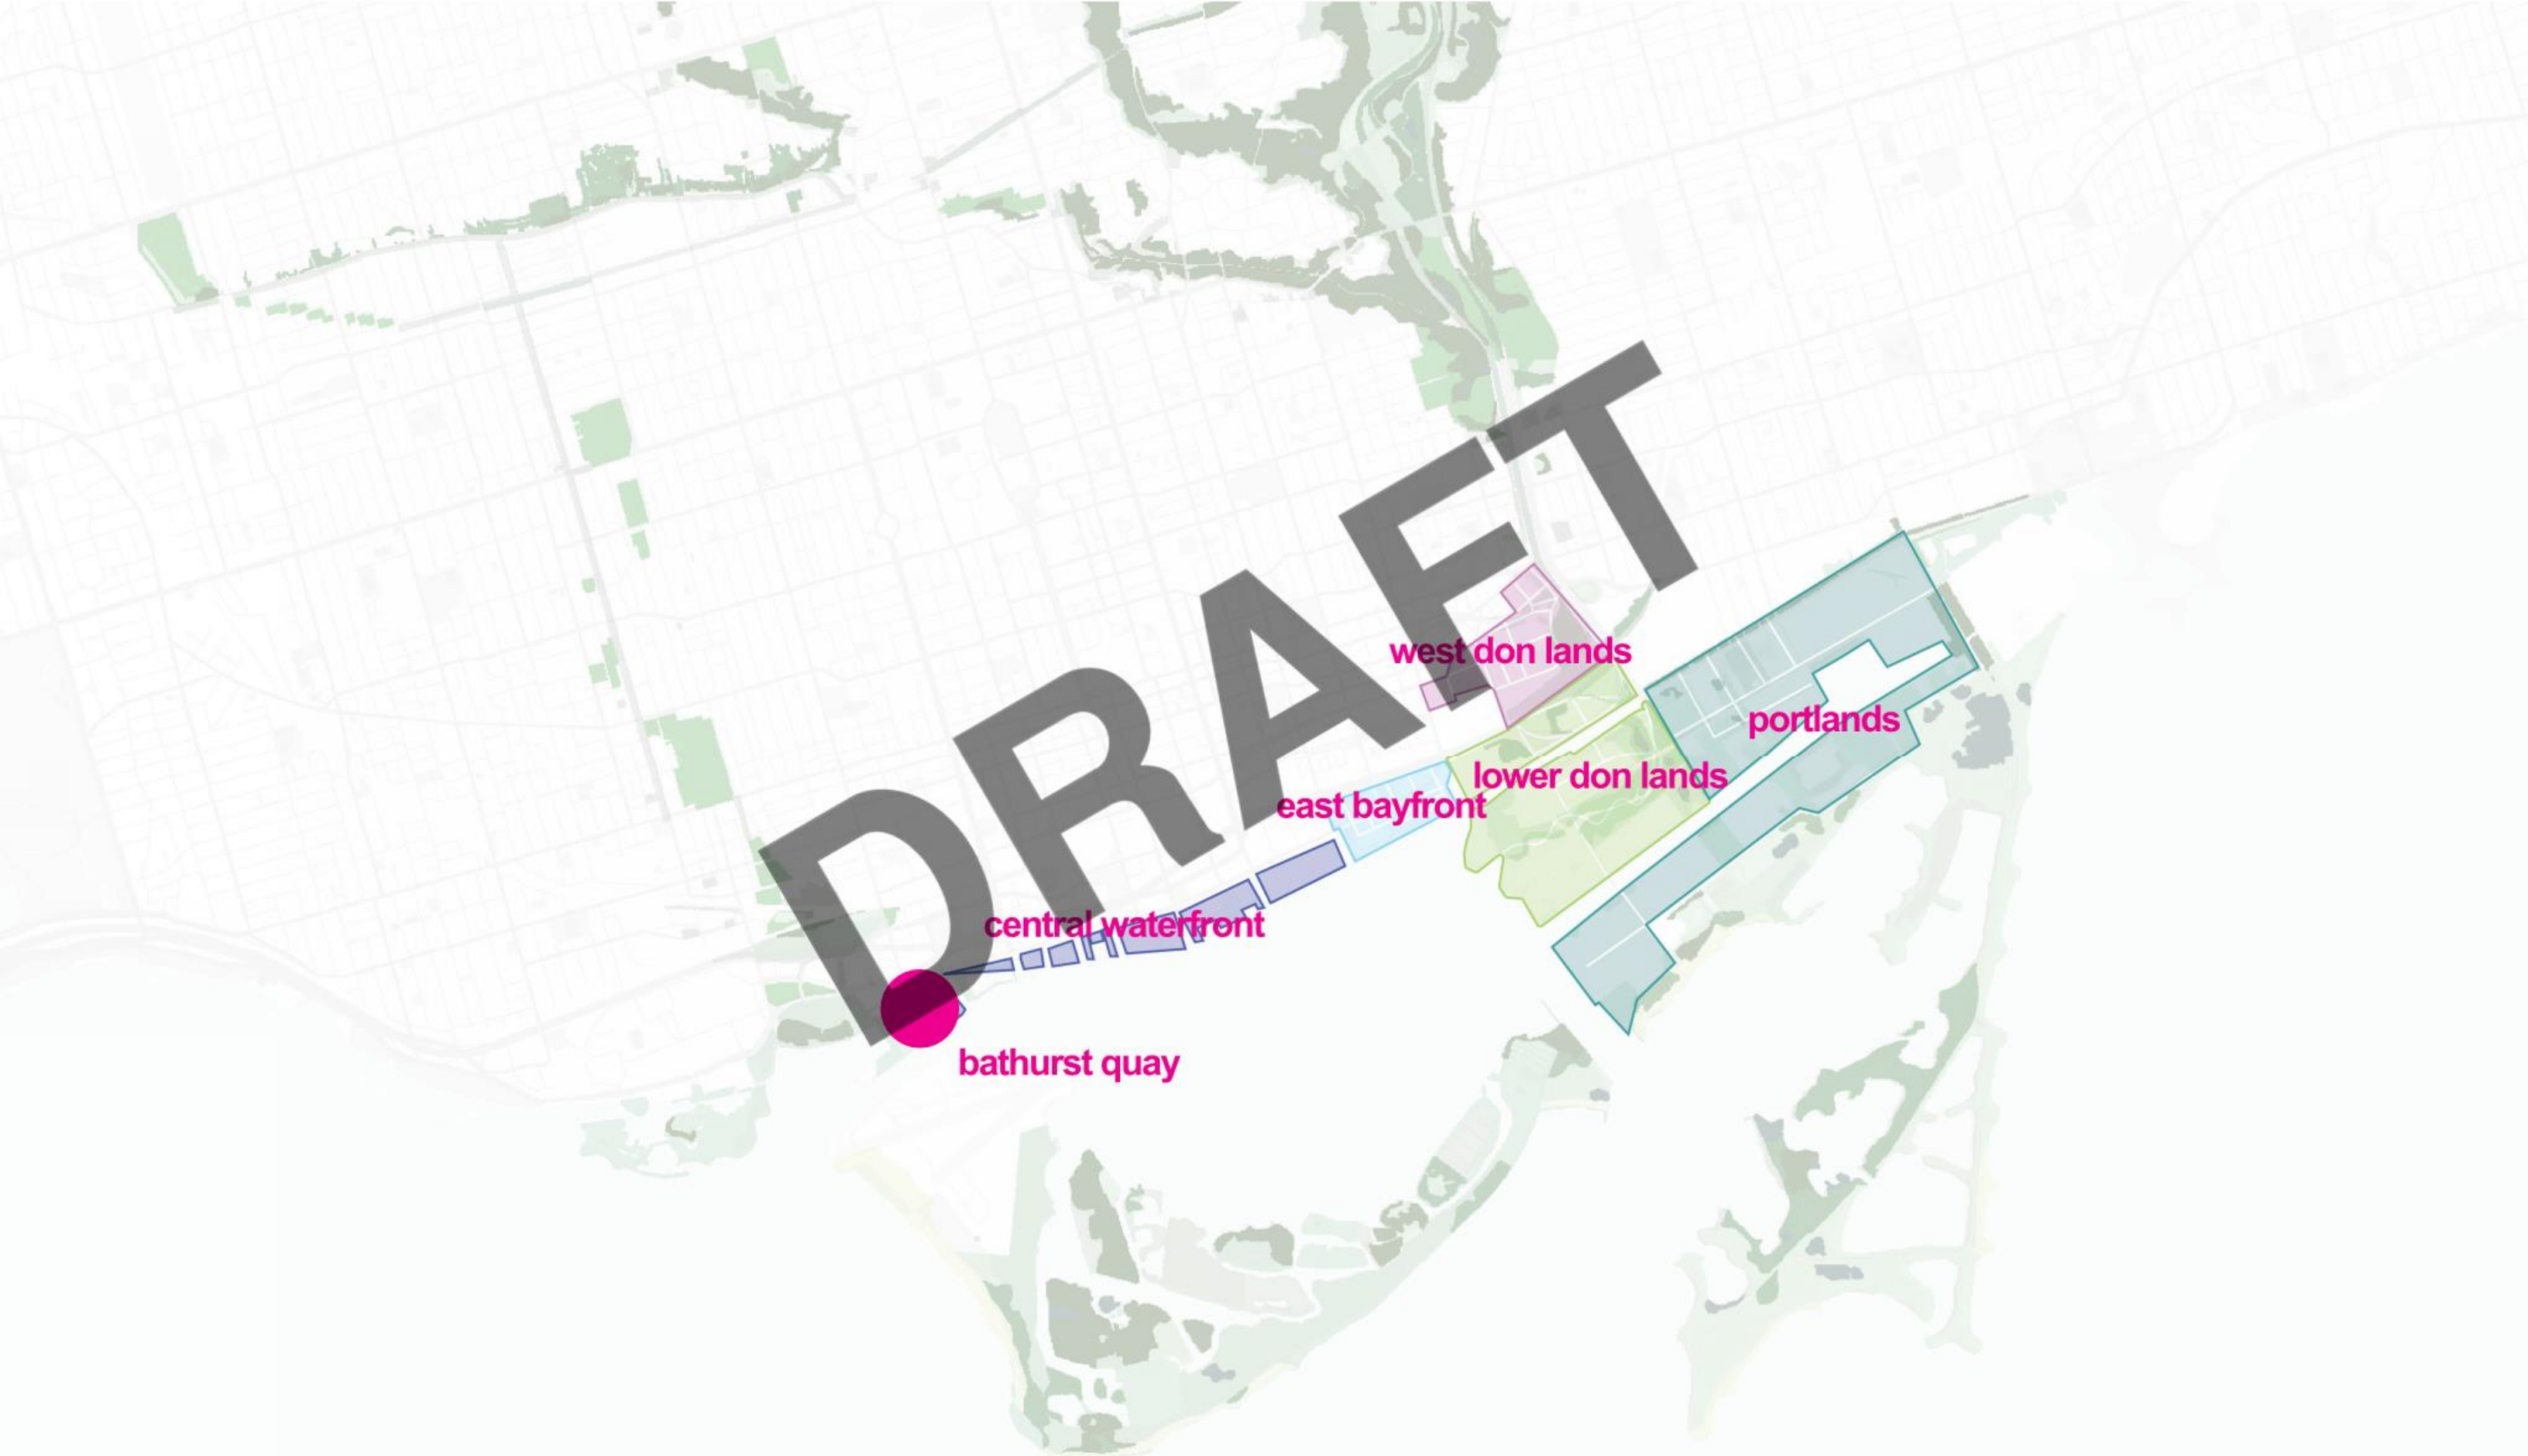 DRAFT
west don lands
portlands
lower don lands
east bayfront
central waterfront
bathurst quay